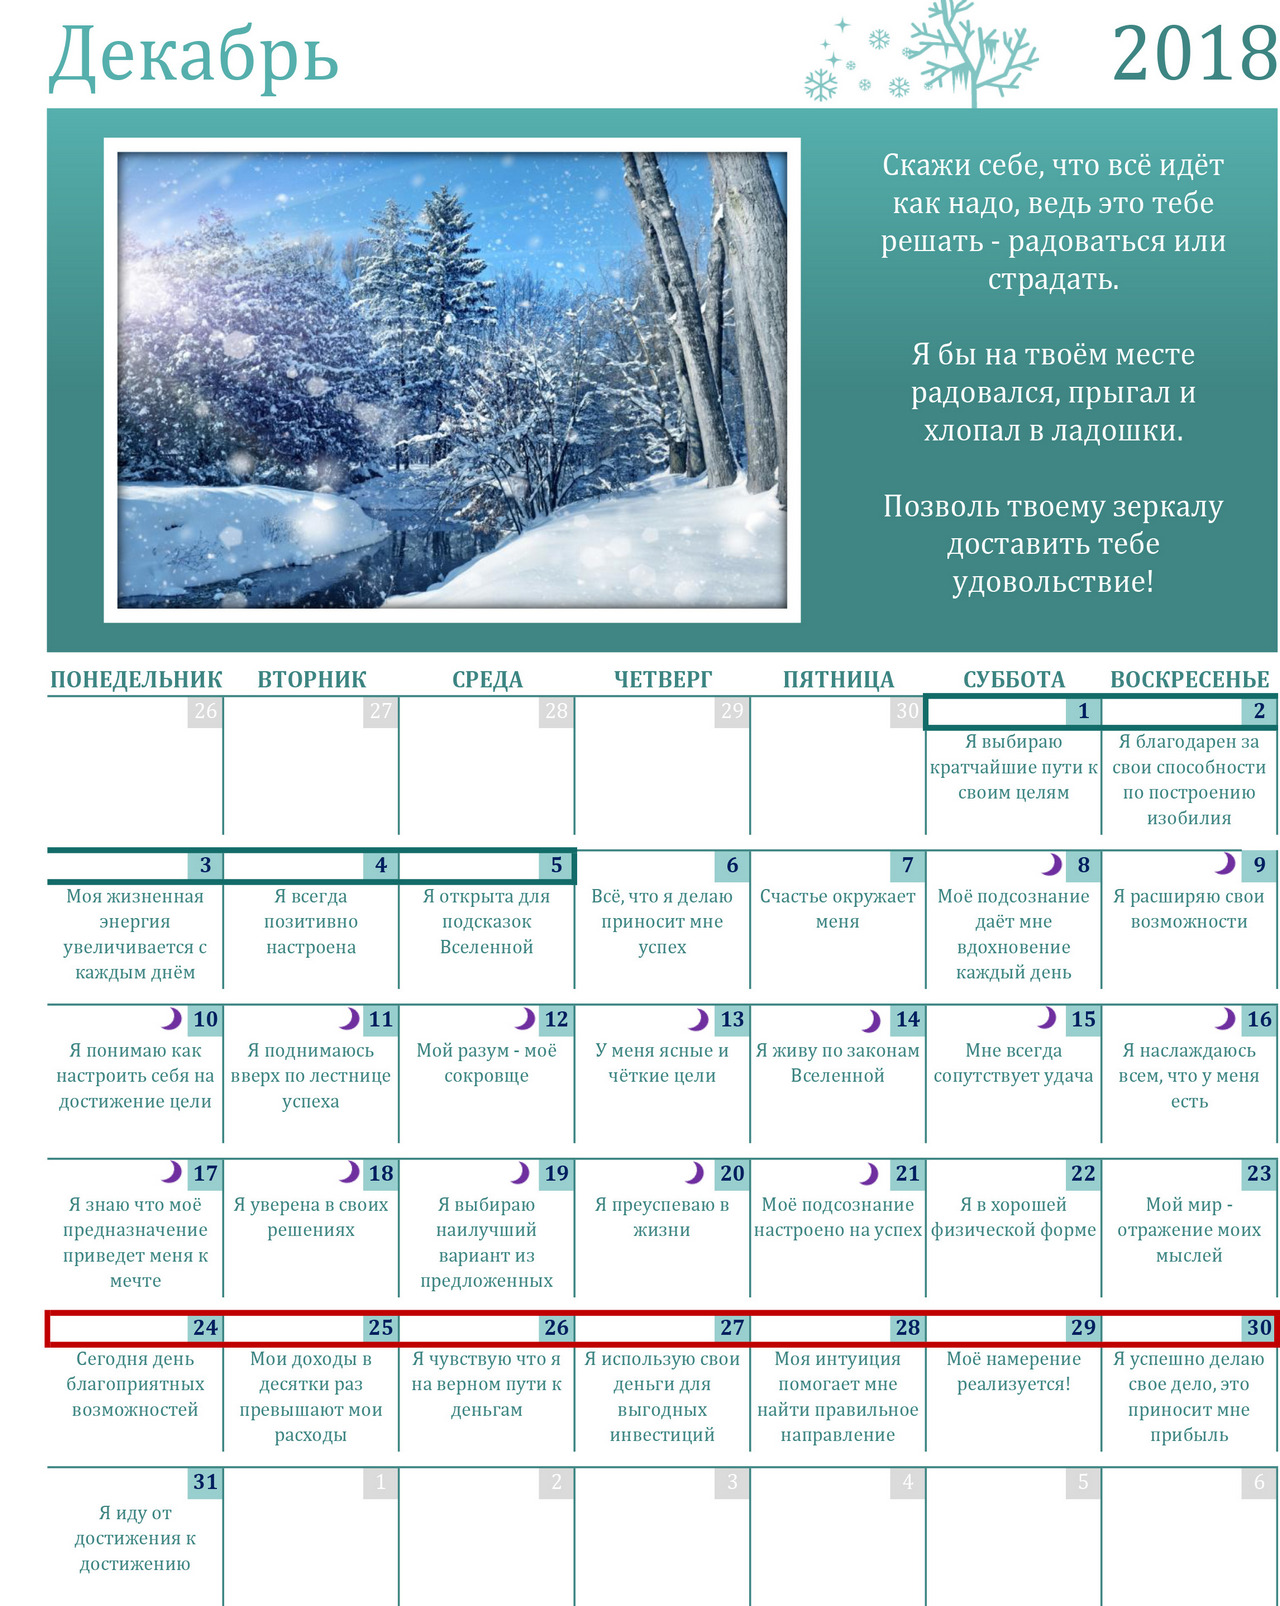 Декабрь 2018
Скажи себе, что всё идёт
как надо, ведь это тебе
решать - радоваться или
страдать.
Я бы на твоём месте
радовался, прыгал и
хлопал в ладошки.
Позволь твоему зеркалу
доставить тебе
удовольствие!
ПОНЕДЕЛЬНИК ВТОРНИК СРЕДА ЧЕТВЕРГ ПЯТНИЦА СУББОТА ВОСКРЕСЕНЬЕ
26 27 28 29 30 1 2
Я выбираю
кратчайшие пути к
своим целям
Я благодарен за
свои способности
по построению
изобилия
3 4 5 6 7 8 9
Моя жизненная
энергия
увеличивается с
каждым днём
Я всегда
позитивно
настроена
Я открыта для
подсказок
Вселенной
Всё, что я делаю
приносит мне
успех
Счастье окружает
меня
Моё подсознание
даёт мне
вдохновение
каждый день
Я расширяю свои
возможности
10 11 12 13 14 15 16
Я понимаю как
настроить себя на
достижение цели
Я поднимаюсь
вверх по лестнице
успеха
Мой разум - моё
сокровще
У меня ясные и
чёткие цели
Я живу по законам
Вселенной
Мне всегда
сопутствует удача
Я наслаждаюсь
всем, что у меня
есть
17 18 19 20 21 22 23
Я знаю что моё
предназначение
приведет меня к
мечте
Я уверена в своих
решениях
Я выбираю
наилучший
вариант из
предложенных
Я преуспеваю в
жизни
Моё подсознание
настроено на успех
Я в хорошей
физической форме
Мой мир -
отражение моих
мыслей
24 25 26 27 28 29 30
Сегодня день
благоприятных
возможностей
Мои доходы в
десятки раз
превышают мои
расходы
Я чувствую что я
на верном пути к
деньгам
Я использую свои
деньги для
выгодных
инвестиций
Моя интуиция
помогает мне
найти правильное
направление
Моё намерение
реализуется!
Я успешно делаю
свое дело, это
приносит мне
прибыль
31 1 2 3 4 5 6
Я иду от
достижения к
достижению